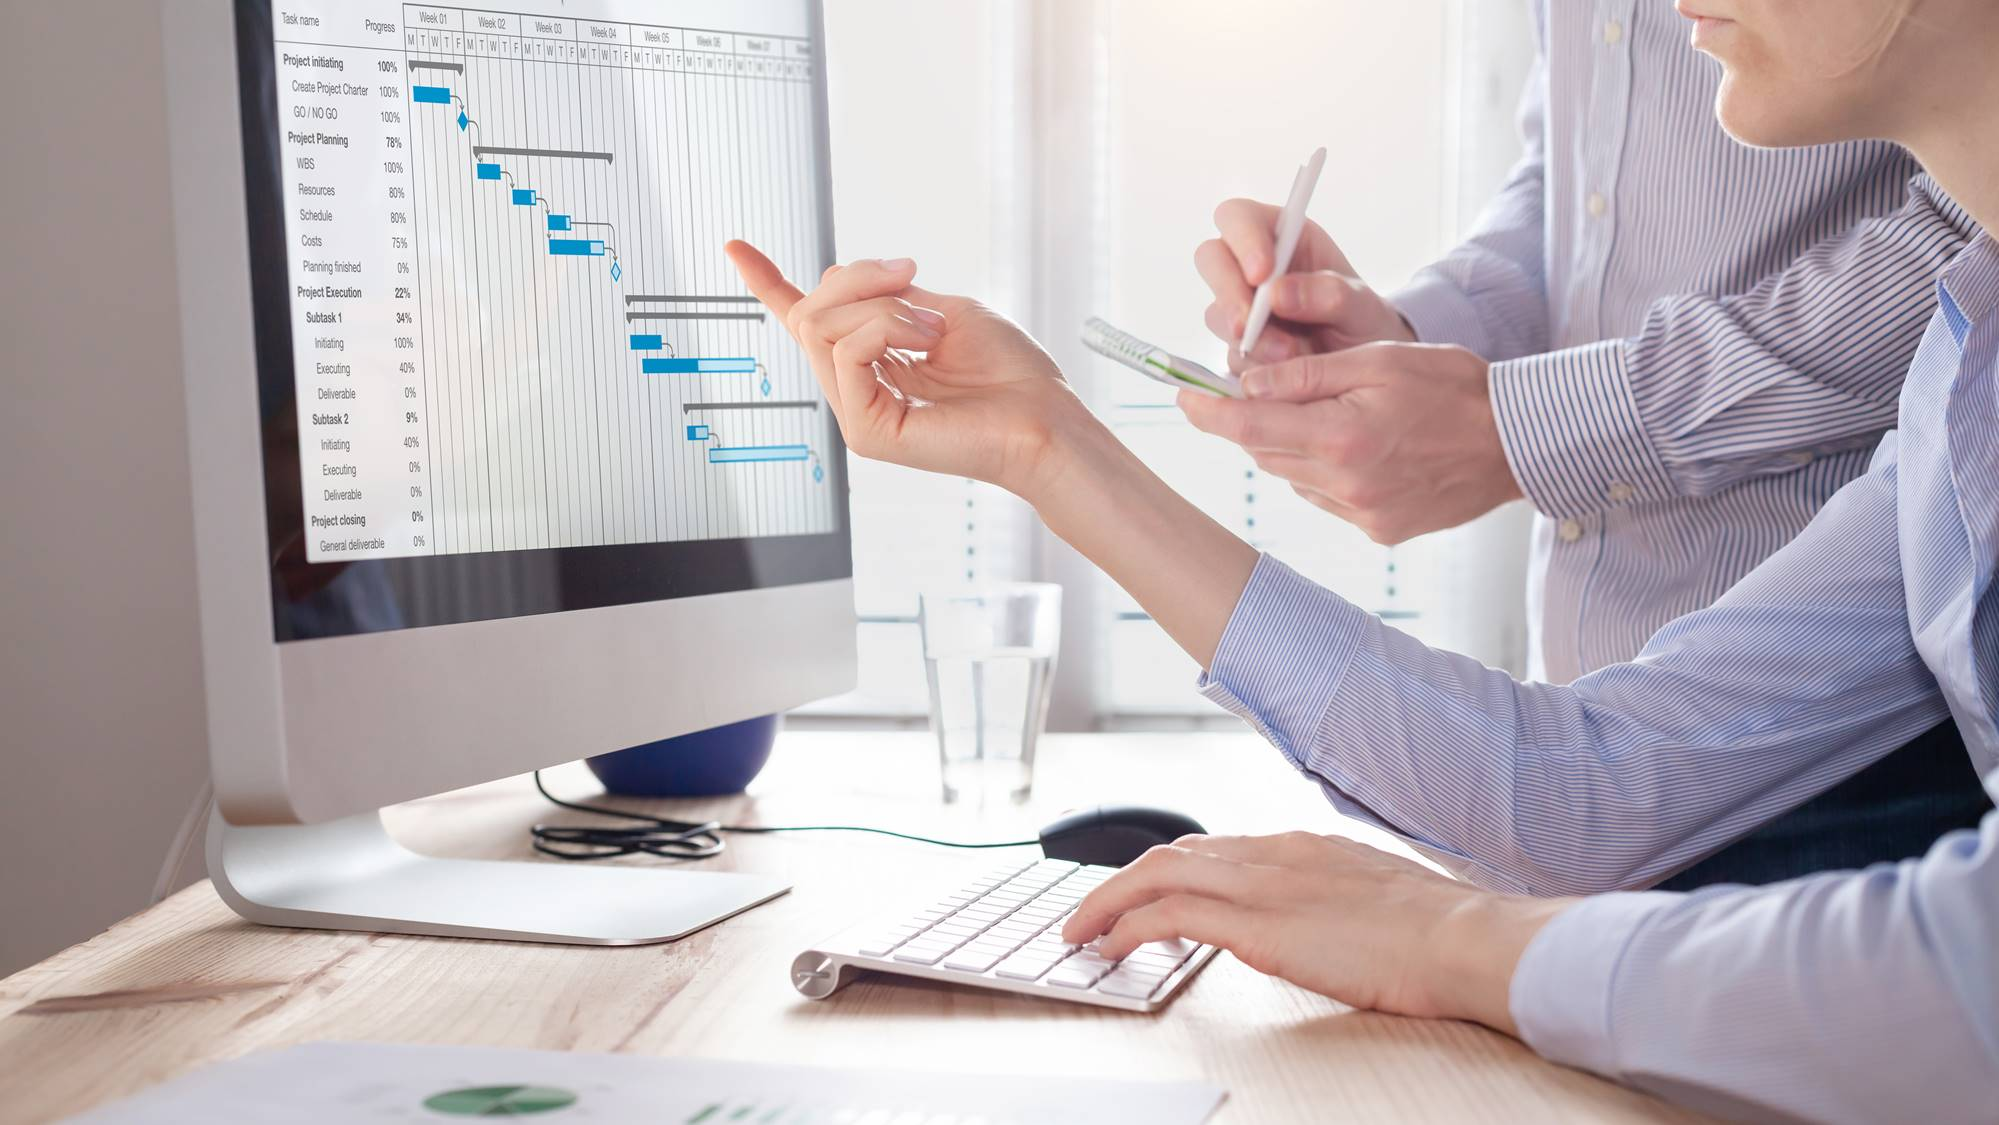 Task name Progress Week 01 Week 02 Week 03 Week 04 Week 05 Week 06 Week 07
M T W T F M T W T F M T W T F M T W T F M T W T F M T W T F M T W T F
Project initiating 100%
Create Project Charter 100%
GO / NO GO 100%
Project Planning 78%
WBS 100%
Resources 80%
Schedule 80%
Costs 75%
Planning finished 0%
Project Execution 22%
Subtask 1 34%
Initiating 100%
Executing 40%
Deliverable 0%
Subtask 2 9%
Initiating 40%
Executing 0%
Deliverable 0%
Project closing 0%
General deliverable 0%